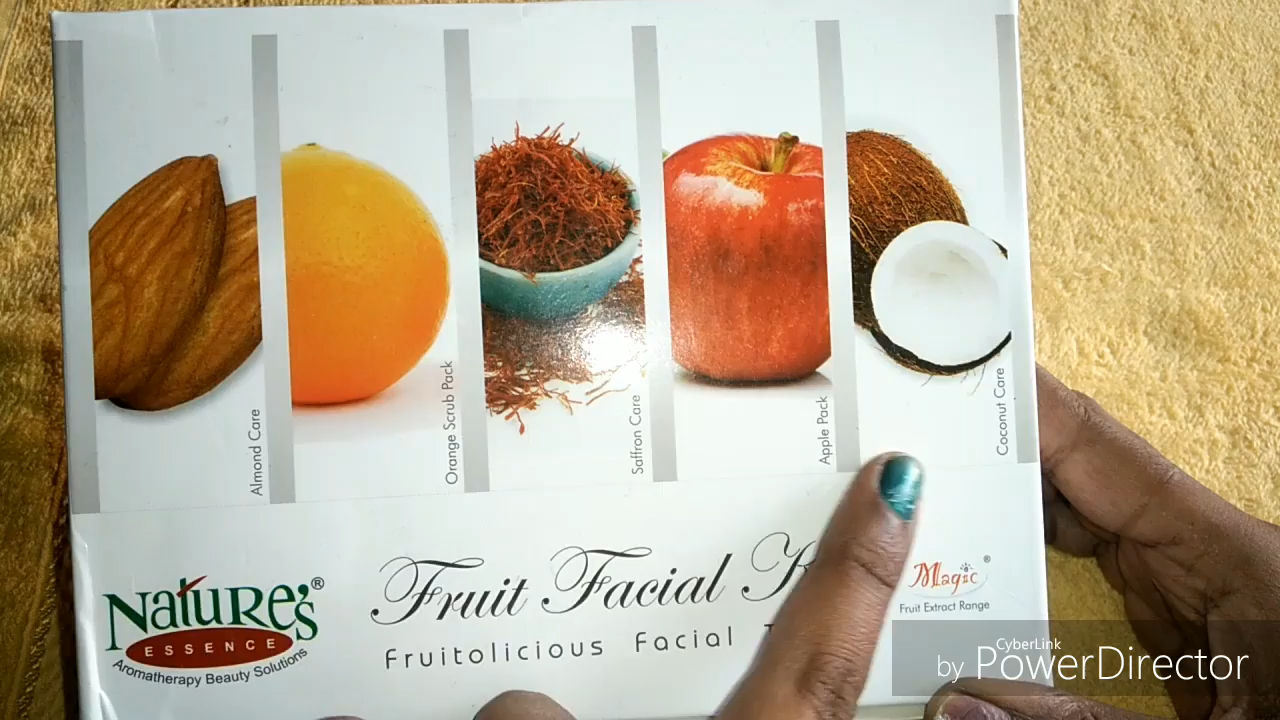 Almond Care
Orange Scrub Pack
Saffron Care
Apple Pack
Coconut Care
NATURE'S®
ESSENCE
Aromatherapy Beauty Solutions
Fruit Facial
Fruitolicious Facial
Magic®
Fruit Extract Range
CyberLink
by PowerDirector